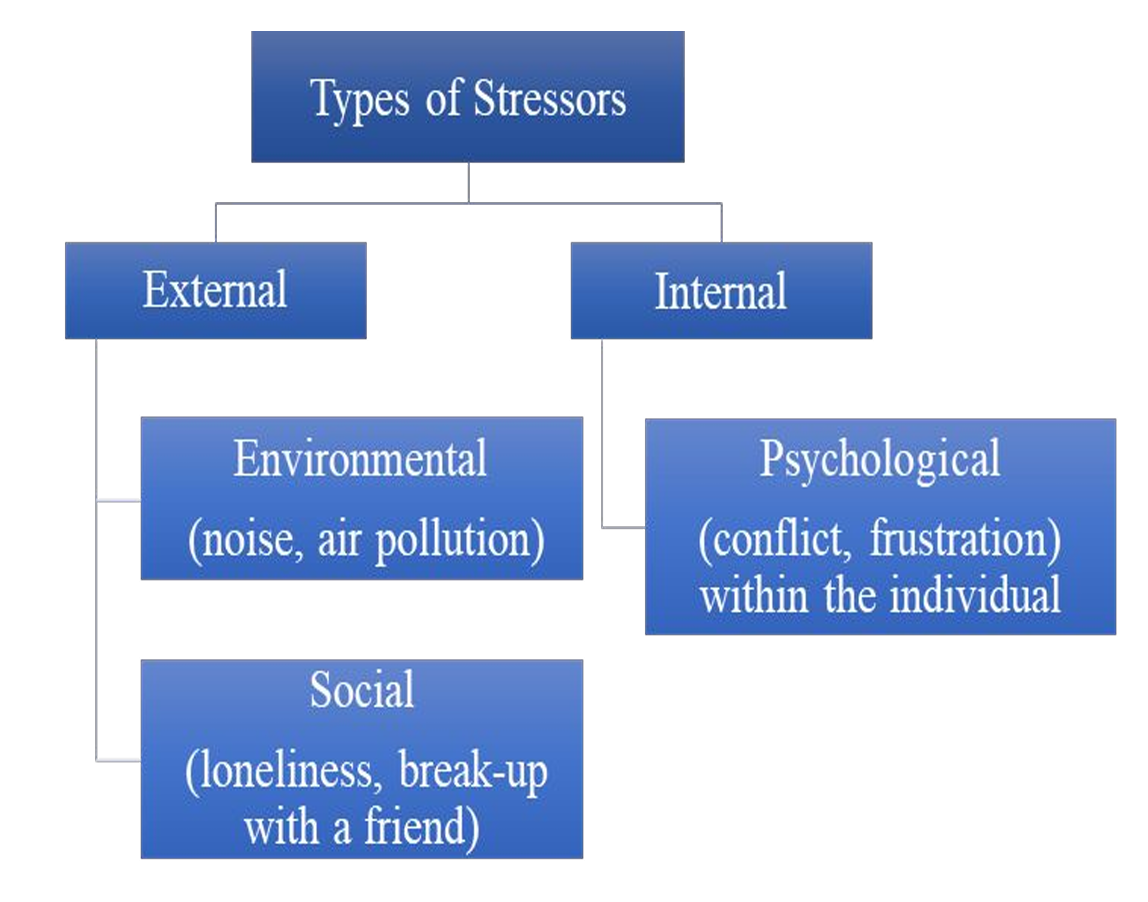 Types of Stressors
External
Internal
Environmental
(noise, air pollution)
Psychological
(conflict, frustration)
within the individual
Social
(loneliness, break-up
with a friend)